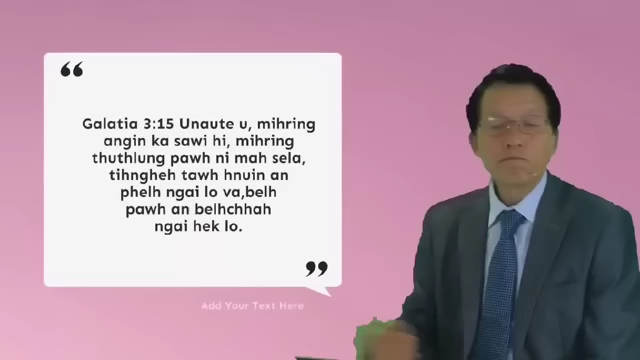 Galatia 3:15 Unaute u, mihring
angin ka sawi hi, mihring
thuthlung pawh ni mah sela,
tihngheh tawh hnuin an
phelh ngai lo va,belh
pawh an belhchhah
ngai hek lo.
Add Your Text Here